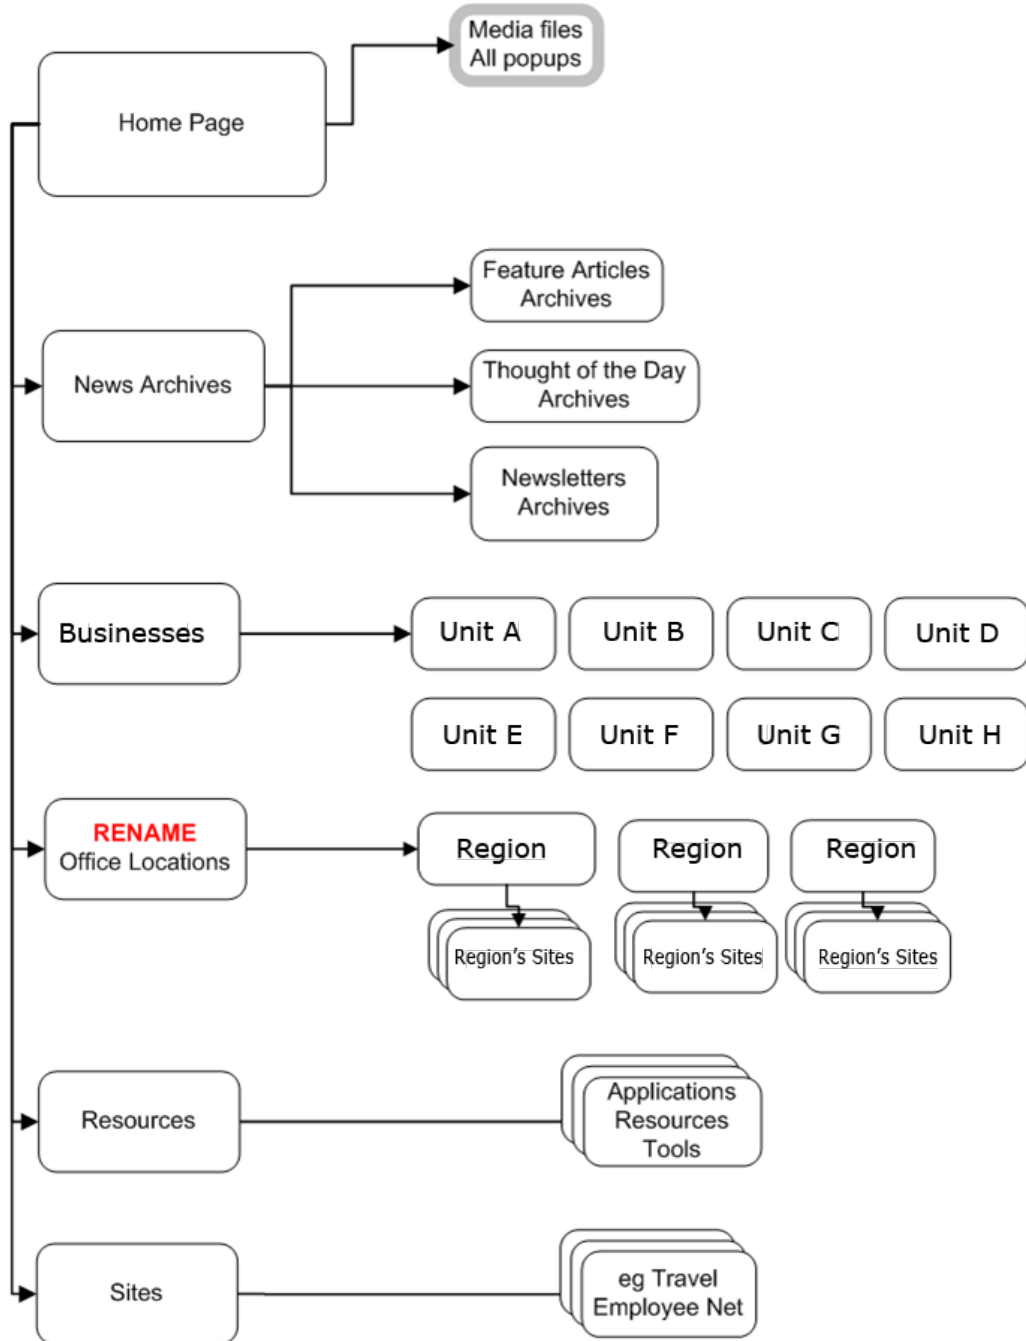 Media files
All popups
Home Page
Feature Articles
Archives
News Archives
Thought of the Day
Archives
Newsletters
Archives
Businesses
Unit A
Unit B
Unit C
Unit D
Unit E
Unit F
Unit G
Unit H
RENAME
Office Locations
Region
Region
Region
Region's Sites
Region's Sites
Region's Sites
Resources
Applications
Resources
Tools
Sites
eg Travel
Employee Net